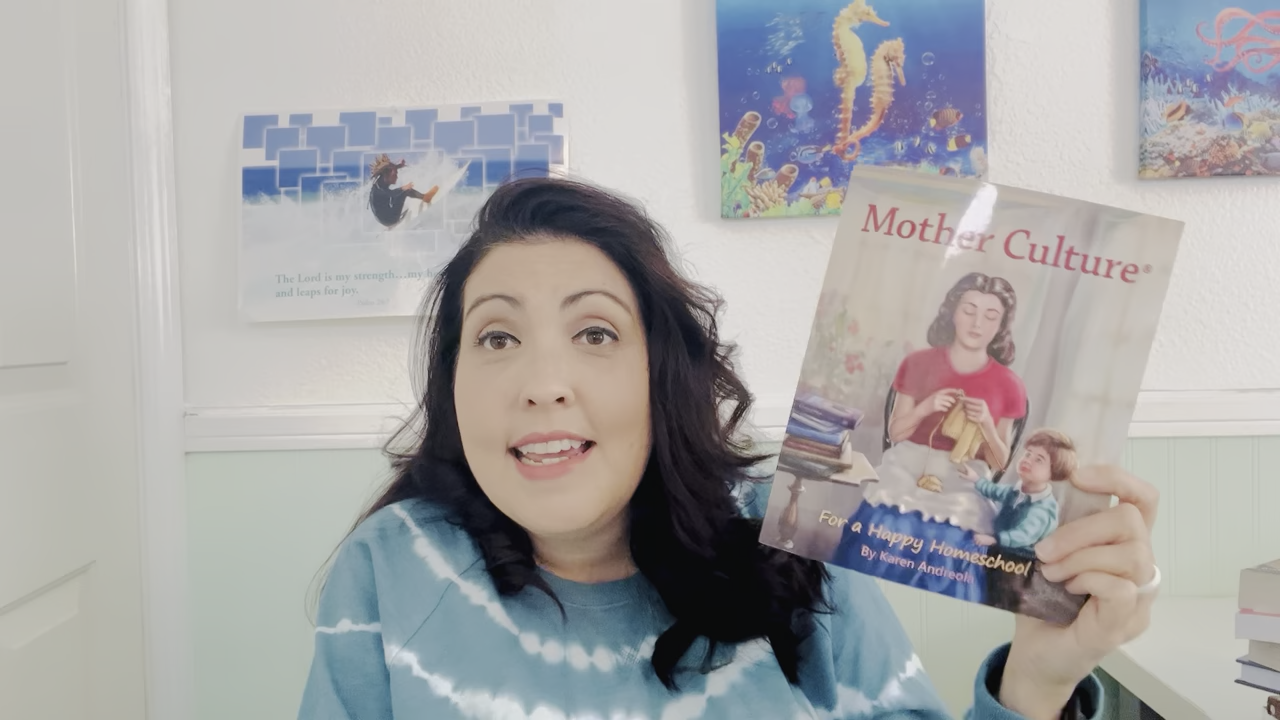 The Lord is my strength...my
and leaps for joy.
Mother Culture®
For a Happy Homeschool
By Karen Andreola